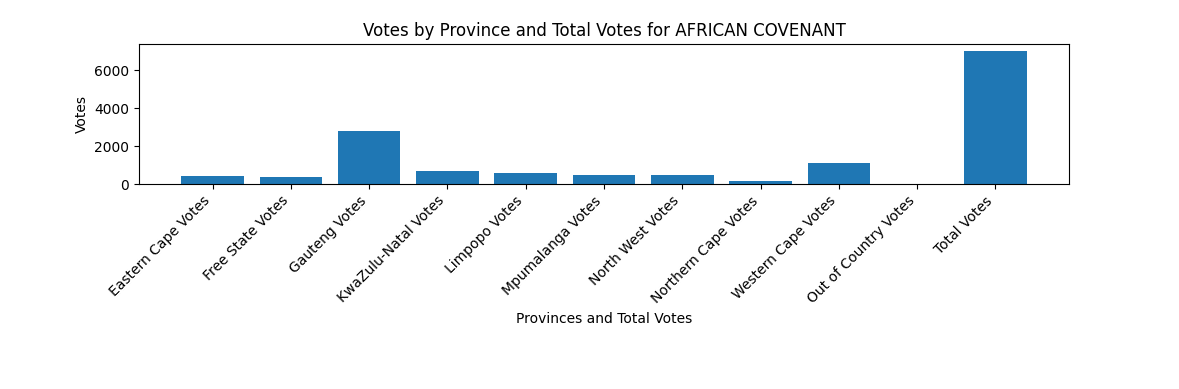 Votes by Province and Total Votes for AFRICAN COVENANT
Votes
6000
4000
2000
0
Eastern Cape Votes
Free State Votes
Gauteng Votes
KwaZulu-Natal Votes
Limpopo Votes
Mpumalanga Votes
North West Votes
Northern Cape Votes
Western Cape Votes
Out of Country Votes
Total Votes
Provinces and Total Votes